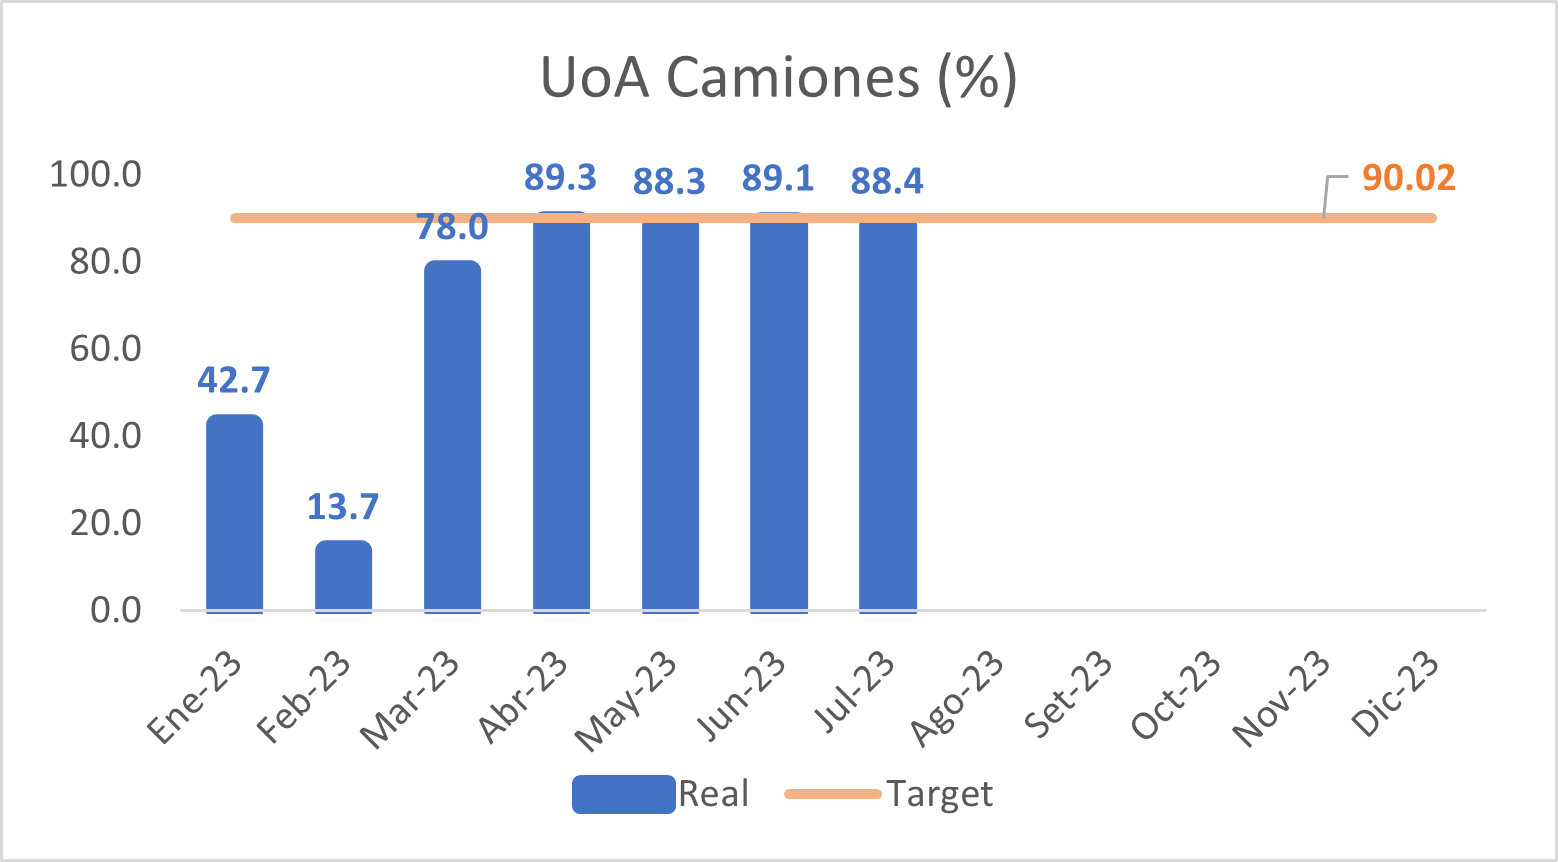 UoA Camiones (%)
100.0
80.0
60.0
40.0
20.0
0.0
42.7
13.7
78.0
89.3
88.3
89.1
88.4
90.02
Ene-23
Feb-23
Mar-23
Abr-23
May-23
Jun-23
Jul-23
Ago-23
Set-23
Oct-23
Nov-23
Dic-23
Real
Target